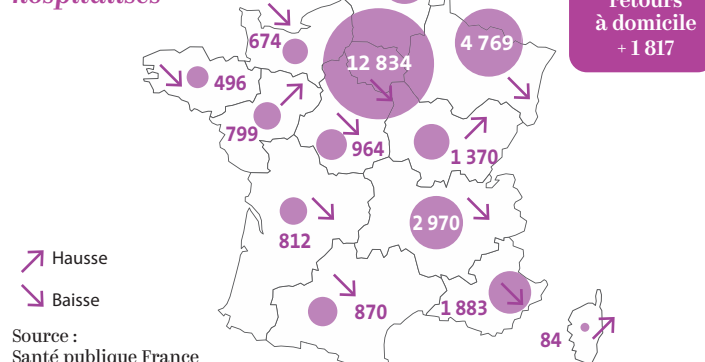 hospitalisés
retours
à domicile
+ 1 817
674
12 834
4 769
496
799
964
1 370
812
2 970
870
1 883
84
Hausse
Baisse
Source :
Santé publique France